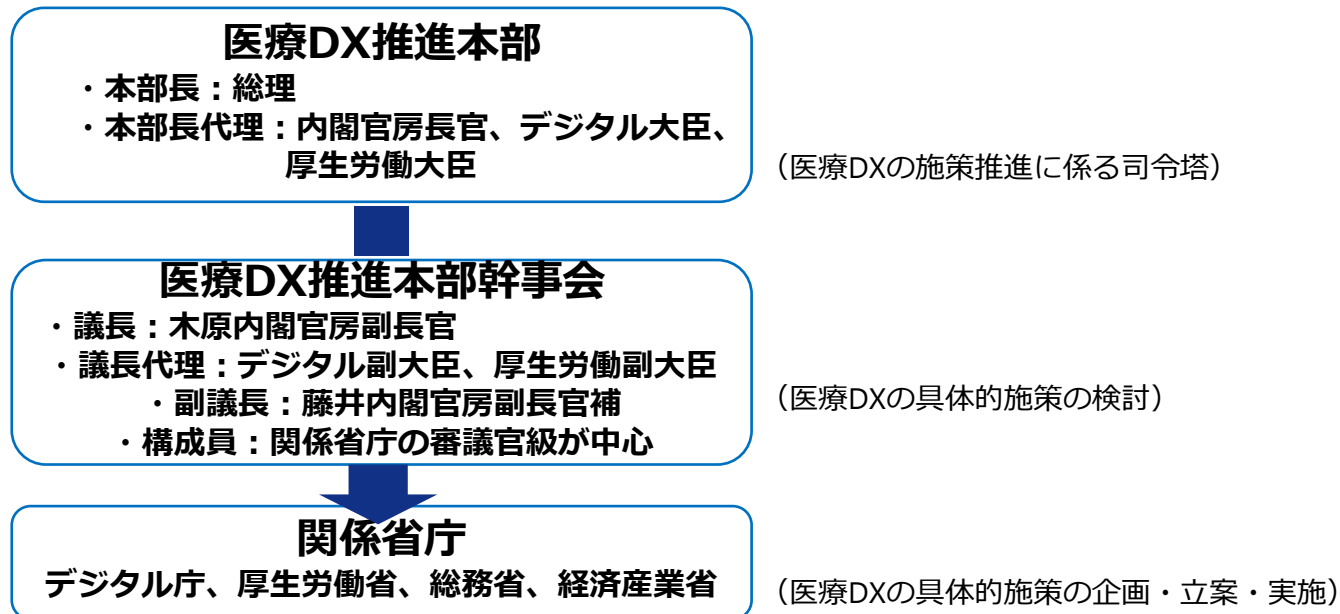 医療DX推進本部
・本部長：総理
・本部長代理：内閣官房長官、デジタル大臣、
厚生労働大臣
（医療DXの施策推進に係る司令塔）
医療DX推進本部幹事会
・議長：木原内閣官房副長官
・議長代理：デジタル副大臣、厚生労働副大臣
・副議長：藤井内閣官房副長官補
・構成員：関係省庁の審議官級が中心
（医療DXの具体的施策の検討）
関係省庁
デジタル庁、厚生労働省、総務省、経済産業省
（医療DXの具体的施策の企画・立案・実施）